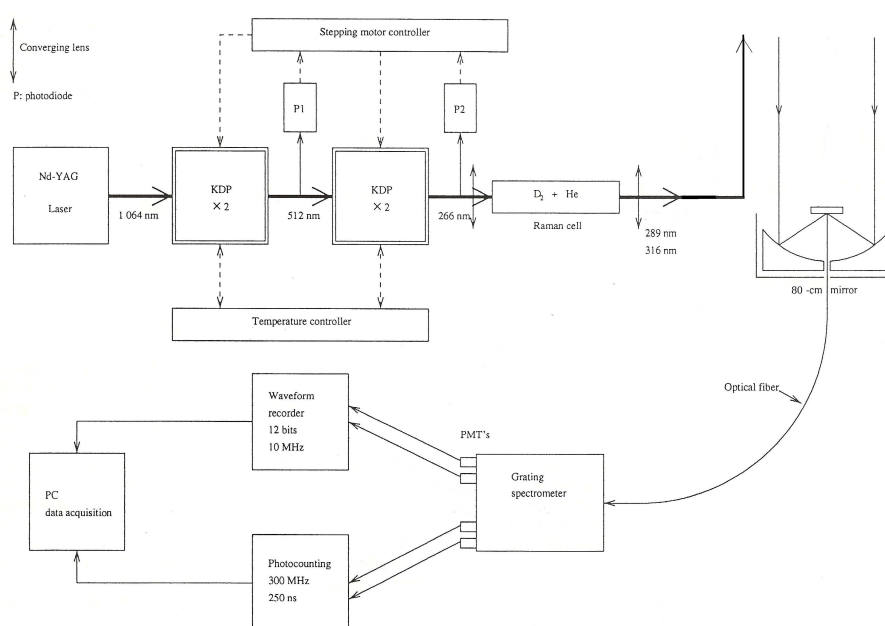 Stepping motor controller
Converging lens
P: photodiode
P1
P2
Nd-YAG
Laser
KDP
× 2
KDP
× 2
D2 + He
Raman cell
1 064 nm
512 nm
266 nm
289 nm
316 nm
80 -cm mirror
Temperature controller
Optical fiber
Waveform
recorder
12 bits
10 MHz
PMT's
Grating
spectrometer
PC
data acquisition
Photocounting
300 MHz
250 ns